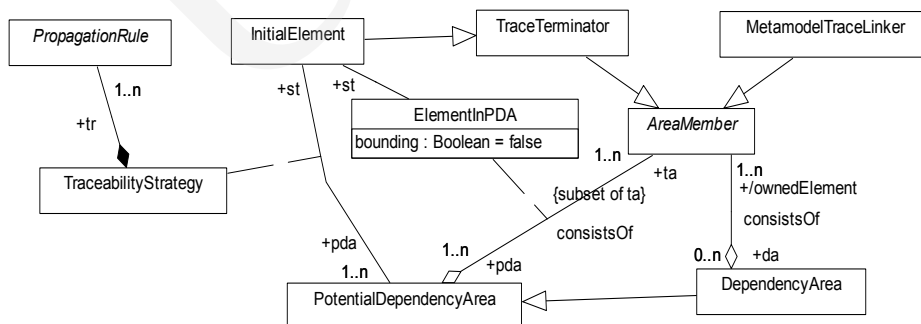 PropagationRule
InitialElement
TraceTerminator
MetamodelTraceLinker
+st
+st
1..n
+tr
ElementInPDA
bounding : Boolean = false
AreaMember
1..n
+ta
1..n
+/ownedElement
TraceabilityStrategy
{subset of ta}
consistsOf
consistsOf
+pda
1..n
1..n
+pda
0..n
+da
PotentialDependencyArea
DependencyArea